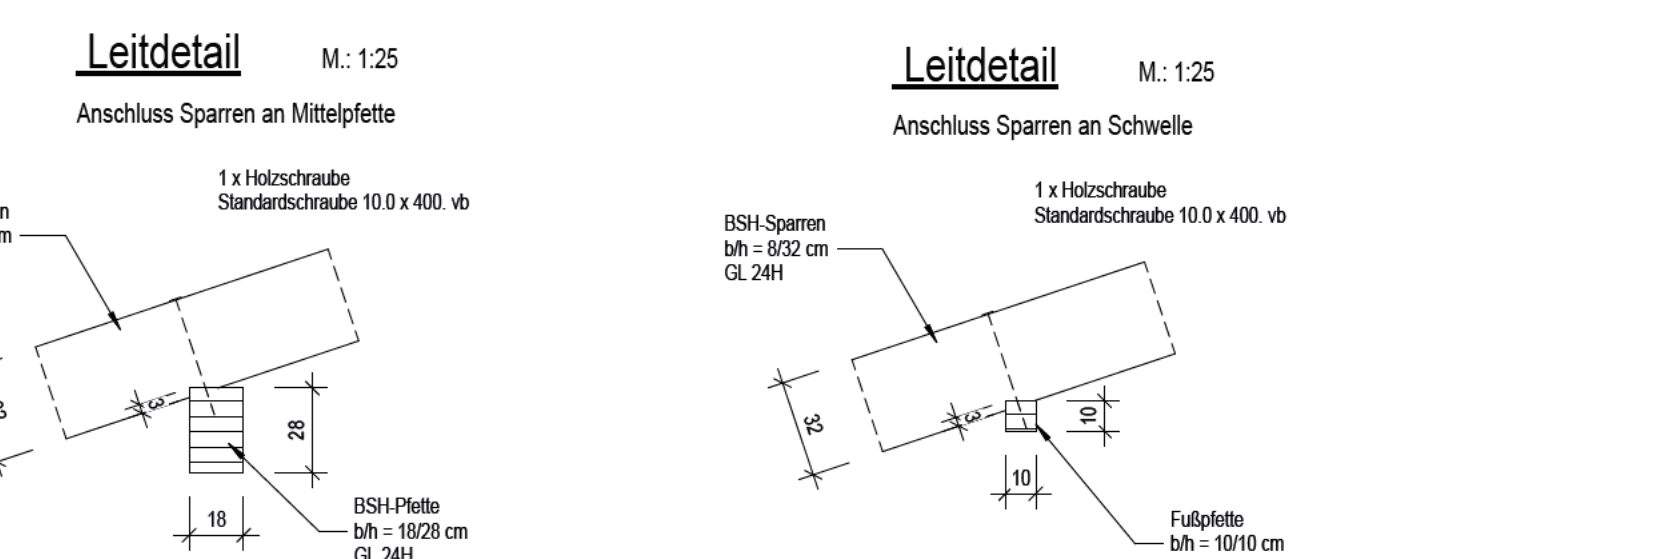 Leitdetail M.: 1:25
Anschluss Sparren an Mittelpfette
1 x Holzschraube
Standardschraube 10.0 x 400. vb
n
m
3
28
18
BSH-Pfette
b/h = 18/28 cm
GL 24H
Leitdetail M.: 1:25
Anschluss Sparren an Schwelle
1 x Holzschraube
Standardschraube 10.0 x 400. vb
BSH-Sparren
b/h = 8/32 cm
GL 24H
32
3
10
10
Fußpfette
b/h = 10/10 cm